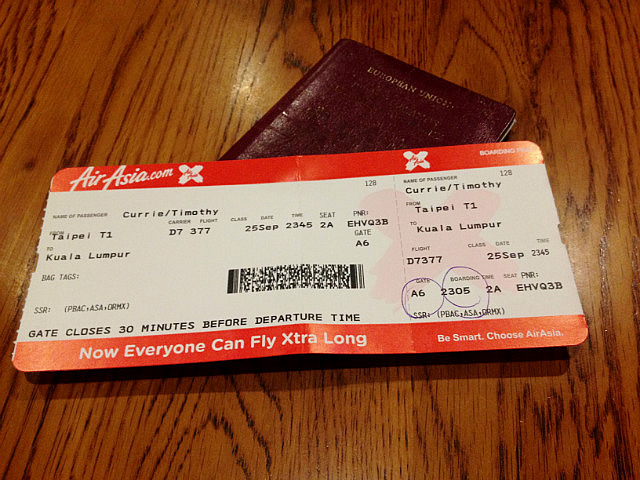 EUROPEAN UNION
AirAsia.com
128
NAME OF PASSENGER Currie/Timothy
CARRIER FLIGHT CLASS DATE TIME SEAT PNR:
FROM Taipei T1 D7 377 25Sep 2345 2A EHVQ3B
TO GATE
Kuala Lumpur A6
BAG TAGS:
SSR: (PBAC,ASA,DRMX)
GATE CLOSES 30 MINUTES BEFORE DEPARTURE TIME
Now Everyone Can Fly Xtra Long
BOARDING
128
NAME OF PASSENGER
Currie/Timothy
FROM
Taipei T1
TO
Kuala Lumpur
FLIGHT CLASS DATE TIME
D7377 25Sep 2345
GATE BOARDING TIME SEAT PNR:
A6 2305 2A EHVQ3B
SSR: (PBAC,ASA,DRMX)
Be Smart. Choose AirAsia.